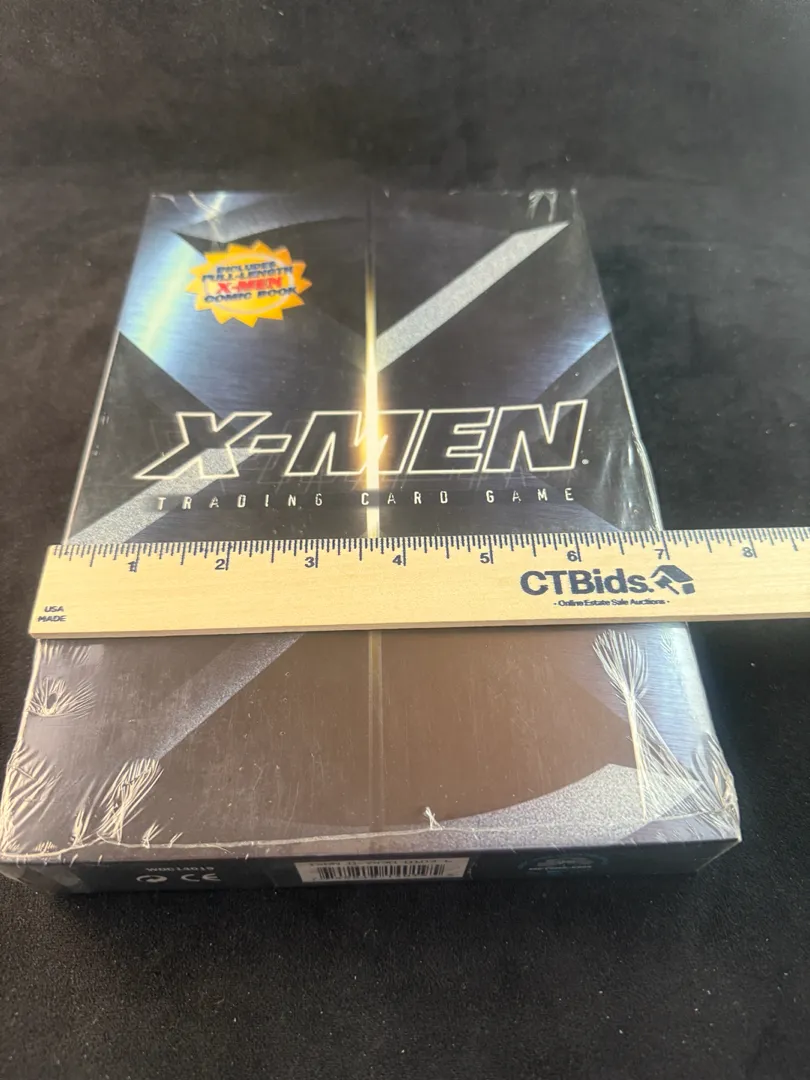 INCLUDES
FULL-LENGTH
X-MEN
COMIC BOOK
X-MEN
TRADING CARD GAME
1 2 3 4 5 6 7 8
CTBids.
- Online Estate Sale Auctions -
USA
MADE
CE